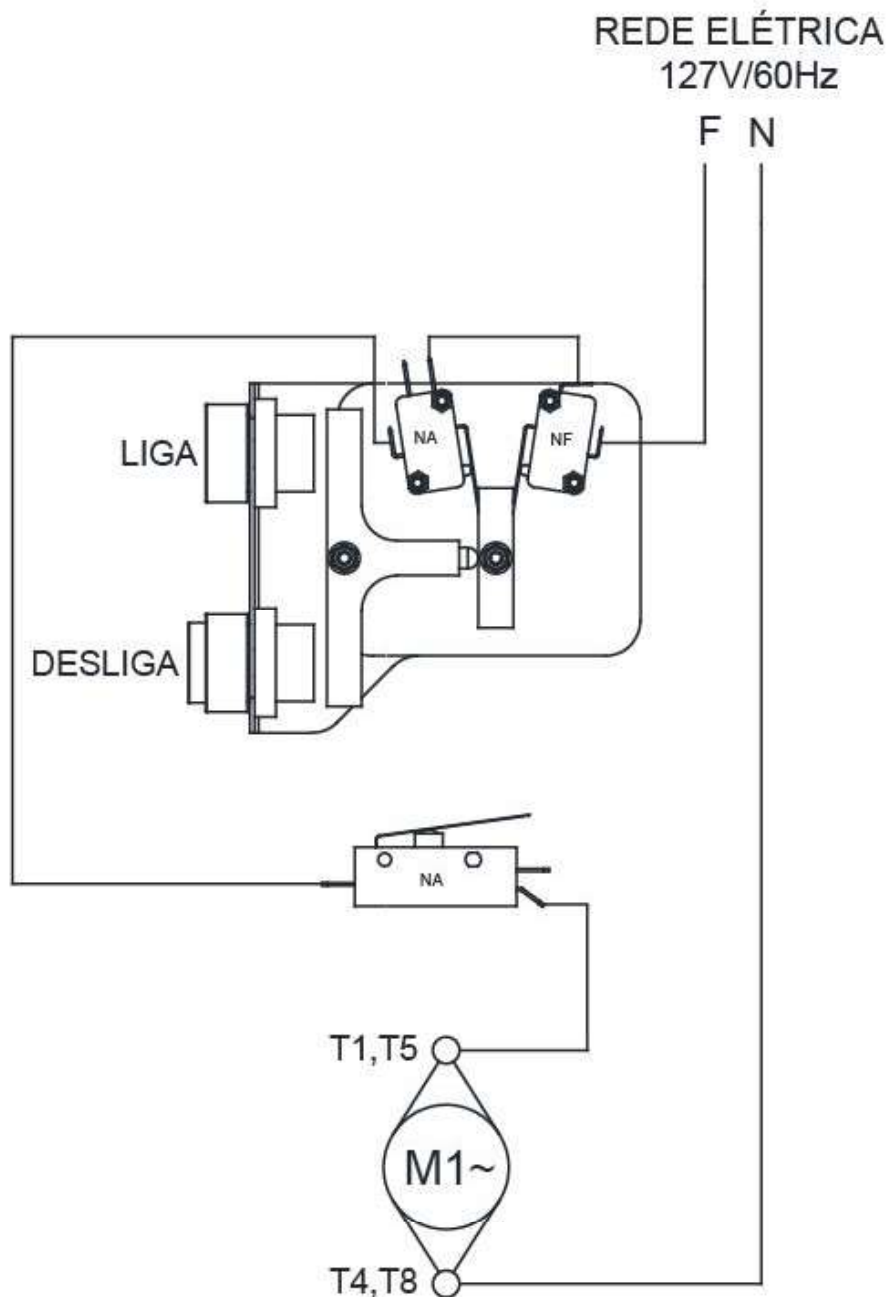 REDE ELÉTRICA
127V/60Hz
F N
NA
NF
LIGA
DESLIGA
NA
T1,T5
M1~
T4,T8